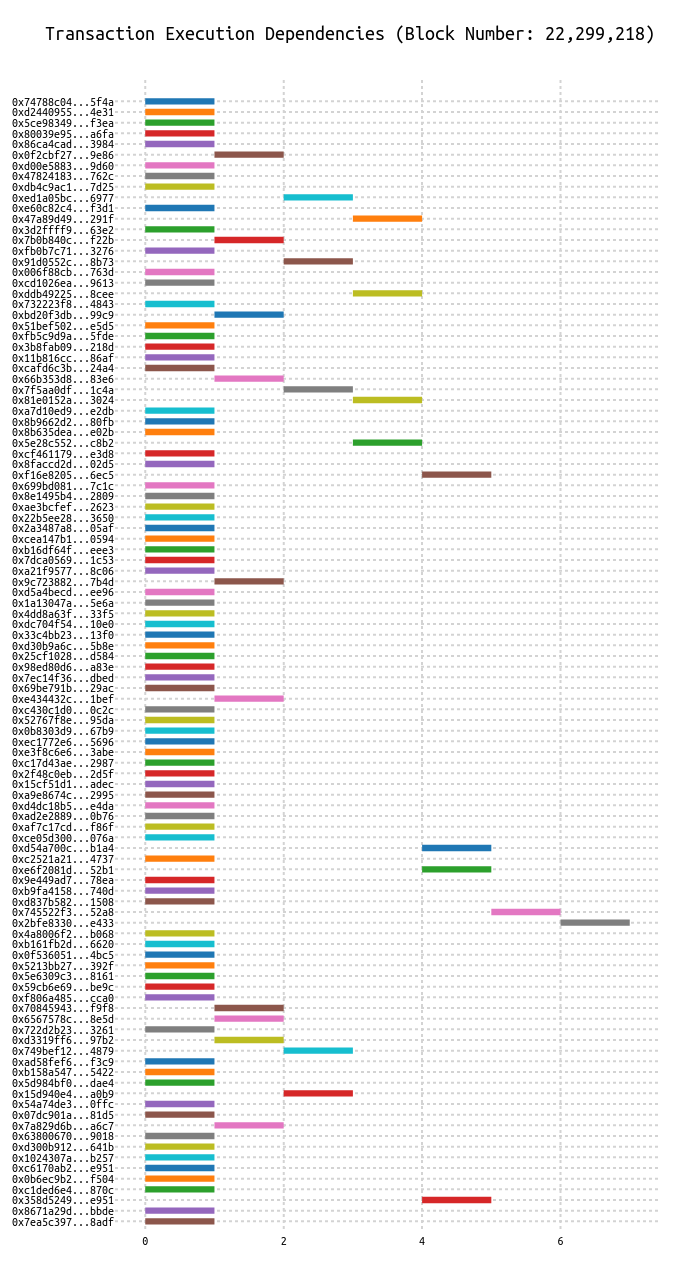 Transaction Execution Dependencies (Block Number: 22,299,218)
0x74788c04...5f4a
0xd2440955...4e31
0x5ce98349...f3ea
0x80039e95...a6fa
0x86ca4cad...3984
0x0f2cbf27...9e86
0xd00e5883...9d60
0x47824183...762c
0xdb4c9ac1...7d25
0xed1a05bc...6977
0xe60c82c4...f3d1
0x47a89d49...291f
0x3d2ffff9...63e2
0x7b0b840c...f22b
0xfb0b7c71...3276
0x91d0552c...8b73
0x006f88cb...763d
0xcd1026ea...9613
0xddb49225...8cee
0x732223f8...4843
0xbd20f3db...99c9
0x51bef502...e5d5
0xfb5c9d9a...5fde
0x3b8fab09...218d
0x11b816cc...86af
0xcafd6c3b...24a4
0x66b353d8...83e6
0x7f5aa0df...1c4a
0x81e0152a...3024
0xa7d10ed9...e2db
0x8b9662d2...80fb
0x8b635dea...e02b
0x5e28c552...c8b2
0xcf461179...e3d8
0x8faccd2d...02d5
0xf16e8205...6ec5
0x699bd081...7c1c
0x8e1495b4...2809
0xae3bcfef...2623
0x22b5ee28...3650
0x2a3487a8...05af
0xcea147b1...0594
0xb16df64f...eee3
0x7dca0569...1c53
0xa21f9577...8c06
0x9c723882...7b4d
0xd5a4becd...ee96
0x1a13047a...5e6a
0x4dd8a63f...33f5
0xdc704f54...10e0
0x33c4bb23...13f0
0xd30b9a6c...5b8e
0x25cf1028...d584
0x98ed80d6...a83e
0x7ec14f36...dbed
0x69be791b...29ac
0xe434432c...1bef
0xc430c1d0...0c2c
0x52767f8e...95da
0x0b8303d9...67b9
0xec1772e6...5696
0xe3f8c6e6...3abe
0xc17d43ae...2987
0x2f48c0eb...2d5f
0x15cf51d1...adec
0xa9e8674c...2995
0xd4dc18b5...e4da
0xad2e2889...0b76
0xaf7c17cd...f86f
0xce05d300...076a
0xd54a700c...b1a4
0xc2521a21...4737
0xe6f2081d...52b1
0x9e449ad7...78ea
0xb9fa4158...740d
0xd837b582...1508
0x745522f3...52a8
0x2bfe8330...e433
0x4a8006f2...b068
0xb161fb2d...6620
0x0f536051...4bc5
0x5213bb27...392f
0x5e6309c3...8161
0x59cb6e69...be9c
0xf806a485...cca0
0x70845943...f9f8
0x6567578c...8e5d
0x722d2b23...3261
0xd3319ff6...97b2
0x749bef12...4879
0xad58fef6...f3c9
0xb158a547...5422
0x5d984bf0...dae4
0x15d940e4...a0b9
0x54a74de3...0ffc
0x07dc901a...81d5
0x7a829d6b...a6c7
0x63800670...9018
0xd300b912...641b
0x1024307a...b257
0xc6170ab2...e951
0x0b6ec9b2...f504
0xc1ded6e4...870c
0x358d5249...e951
0x8671a29d...bbde
0x7ea5c397...8adf
0 2 4 6